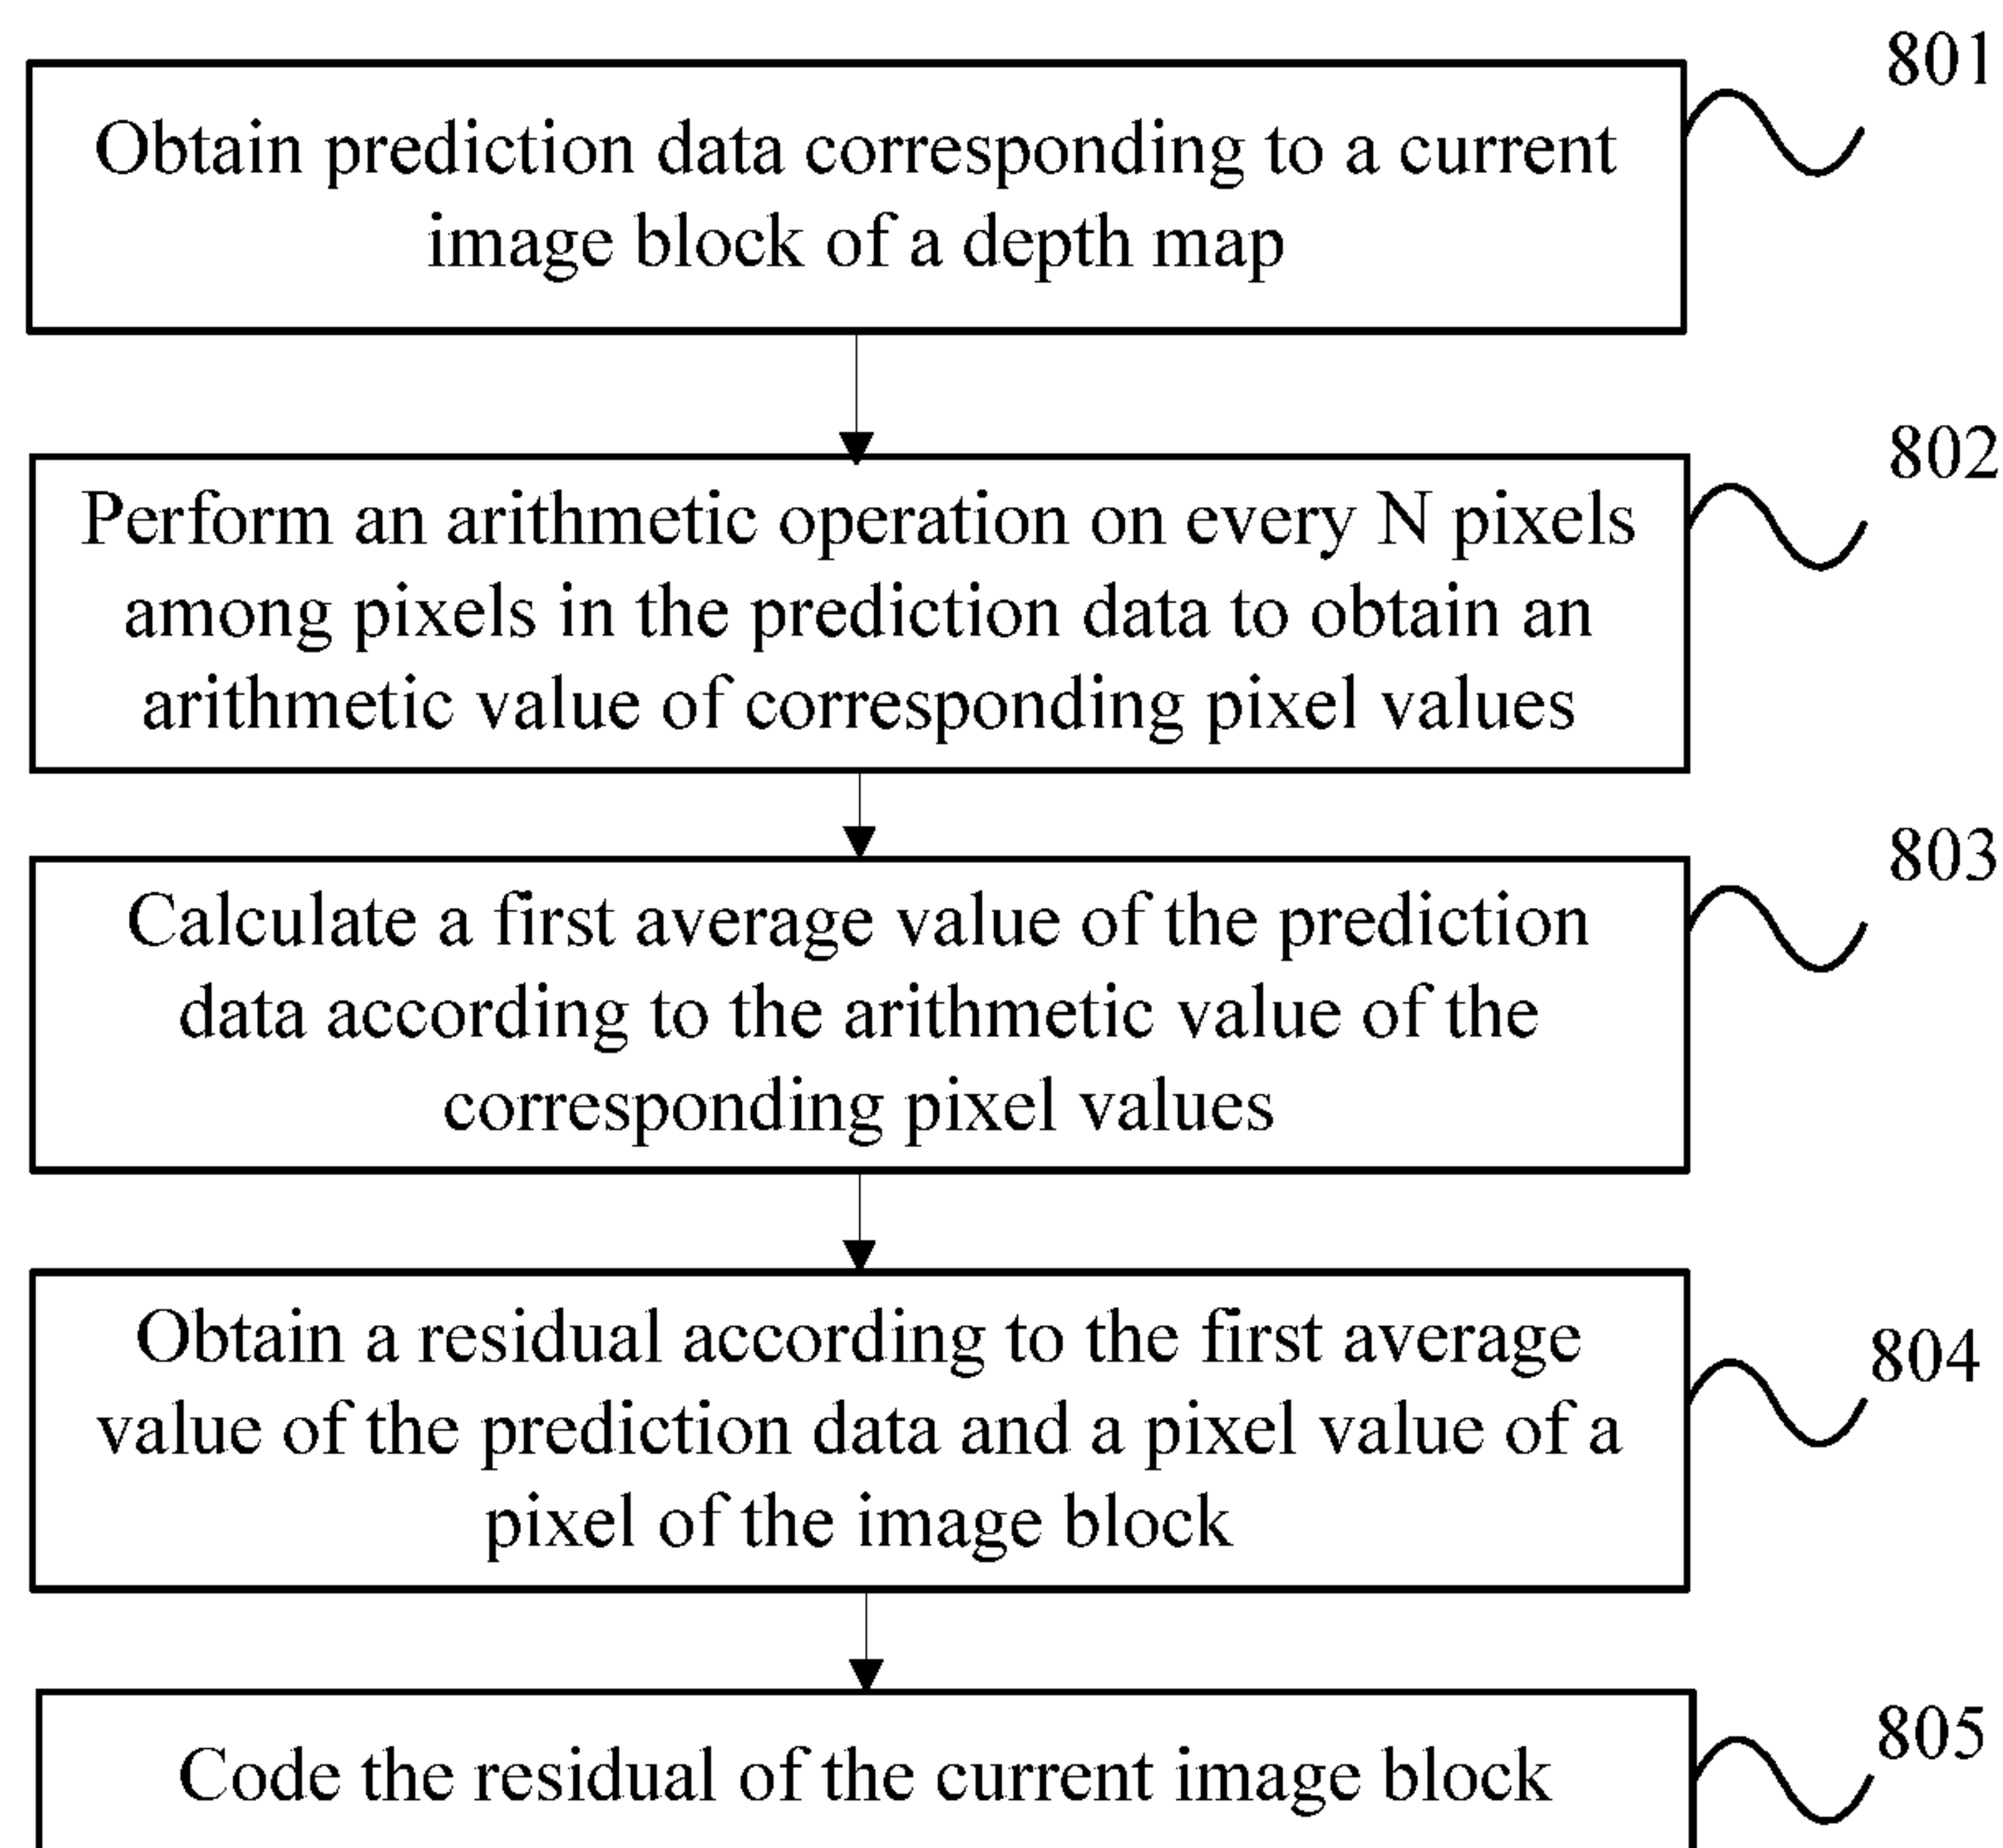 801
Obtain prediction data corresponding to a current
image block of a depth map
802
Perform an arithmetic operation on every N pixels
among pixels in the prediction data to obtain an
arithmetic value of corresponding pixel values
803
Calculate a first average value of the prediction
data according to the arithmetic value of the
corresponding pixel values
804
Obtain a residual according to the first average
value of the prediction data and a pixel value of a
pixel of the image block
805
Code the residual of the current image block